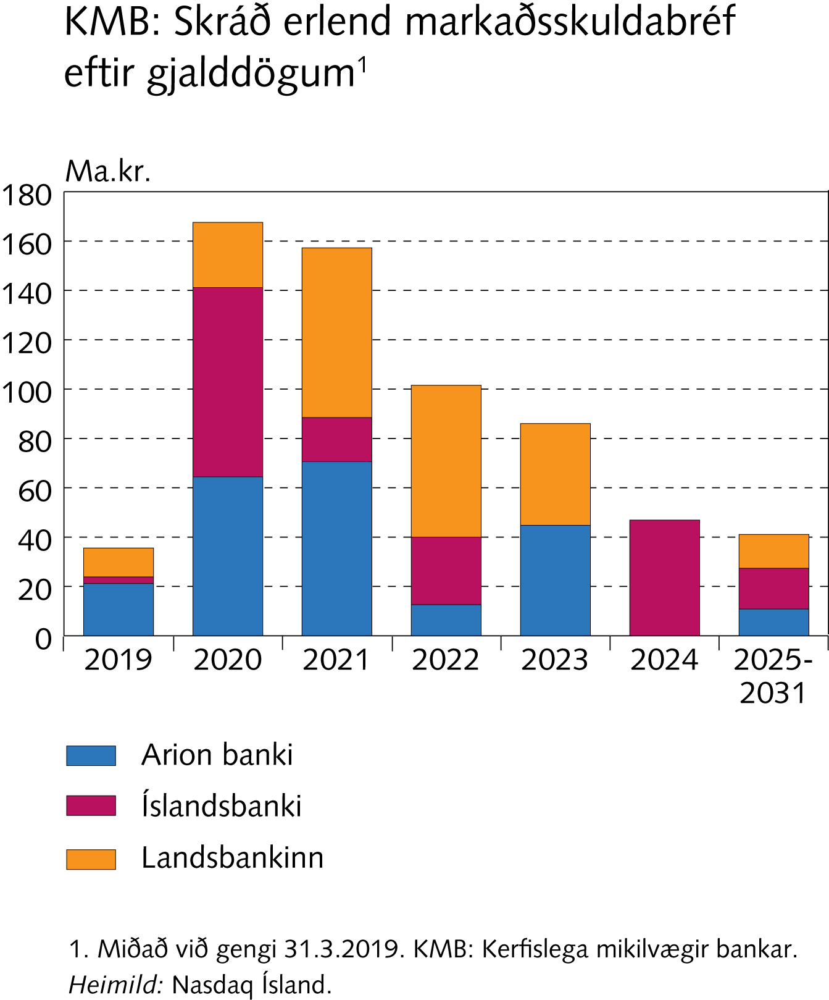 KMB: Skráð erlend markaðsskuldabréf
eftir gjalddögum¹
Ma.kr.
180
160
140
120
100
80
60
40
20
0
2019 2020 2021 2022 2023 2024 2025-
2031
Arion banki
Íslandsbanki
Landsbankinn
1. Miðað við gengi 31.3.2019. KMB: Kerfislega mikilvægir bankar.
Heimild: Nasdaq Ísland.